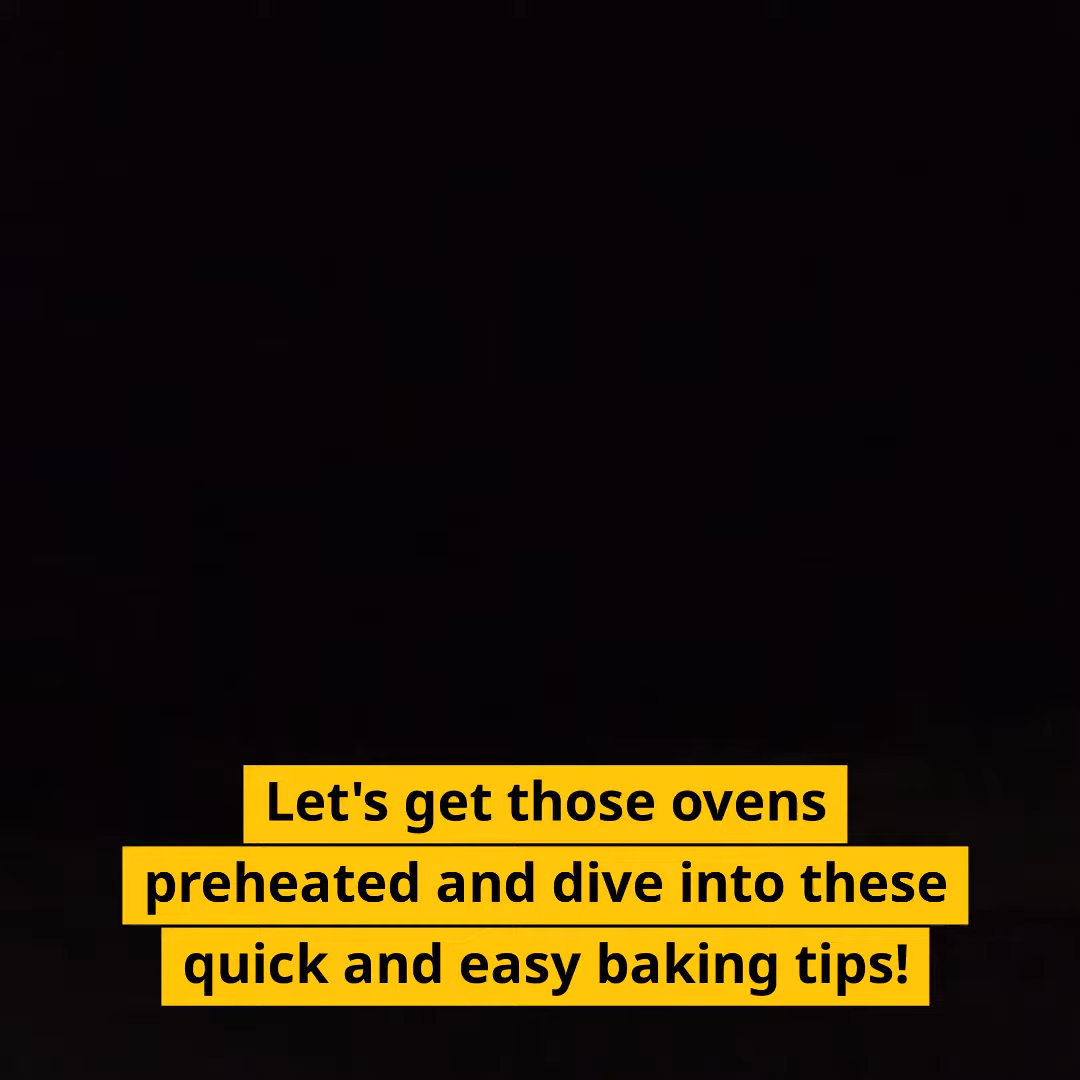 Let's get those ovens
preheated and dive into these
quick and easy baking tips!